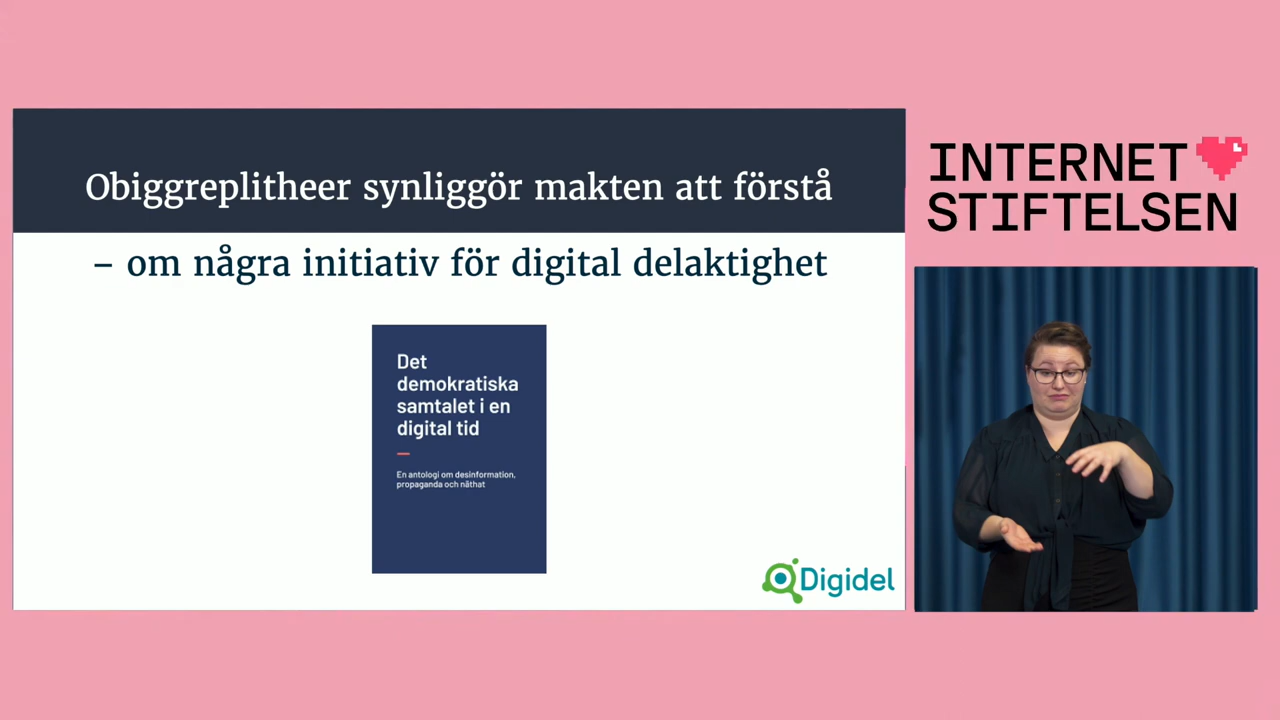 Obiggreplitheer synliggör makten att förstå
– om några initiativ för digital delaktighet
Det
demokratiska
samtalet i en
digital tid
En antologi om desinformation,
propaganda och näthat
Digidel
INTERNET
STIFTELSEN